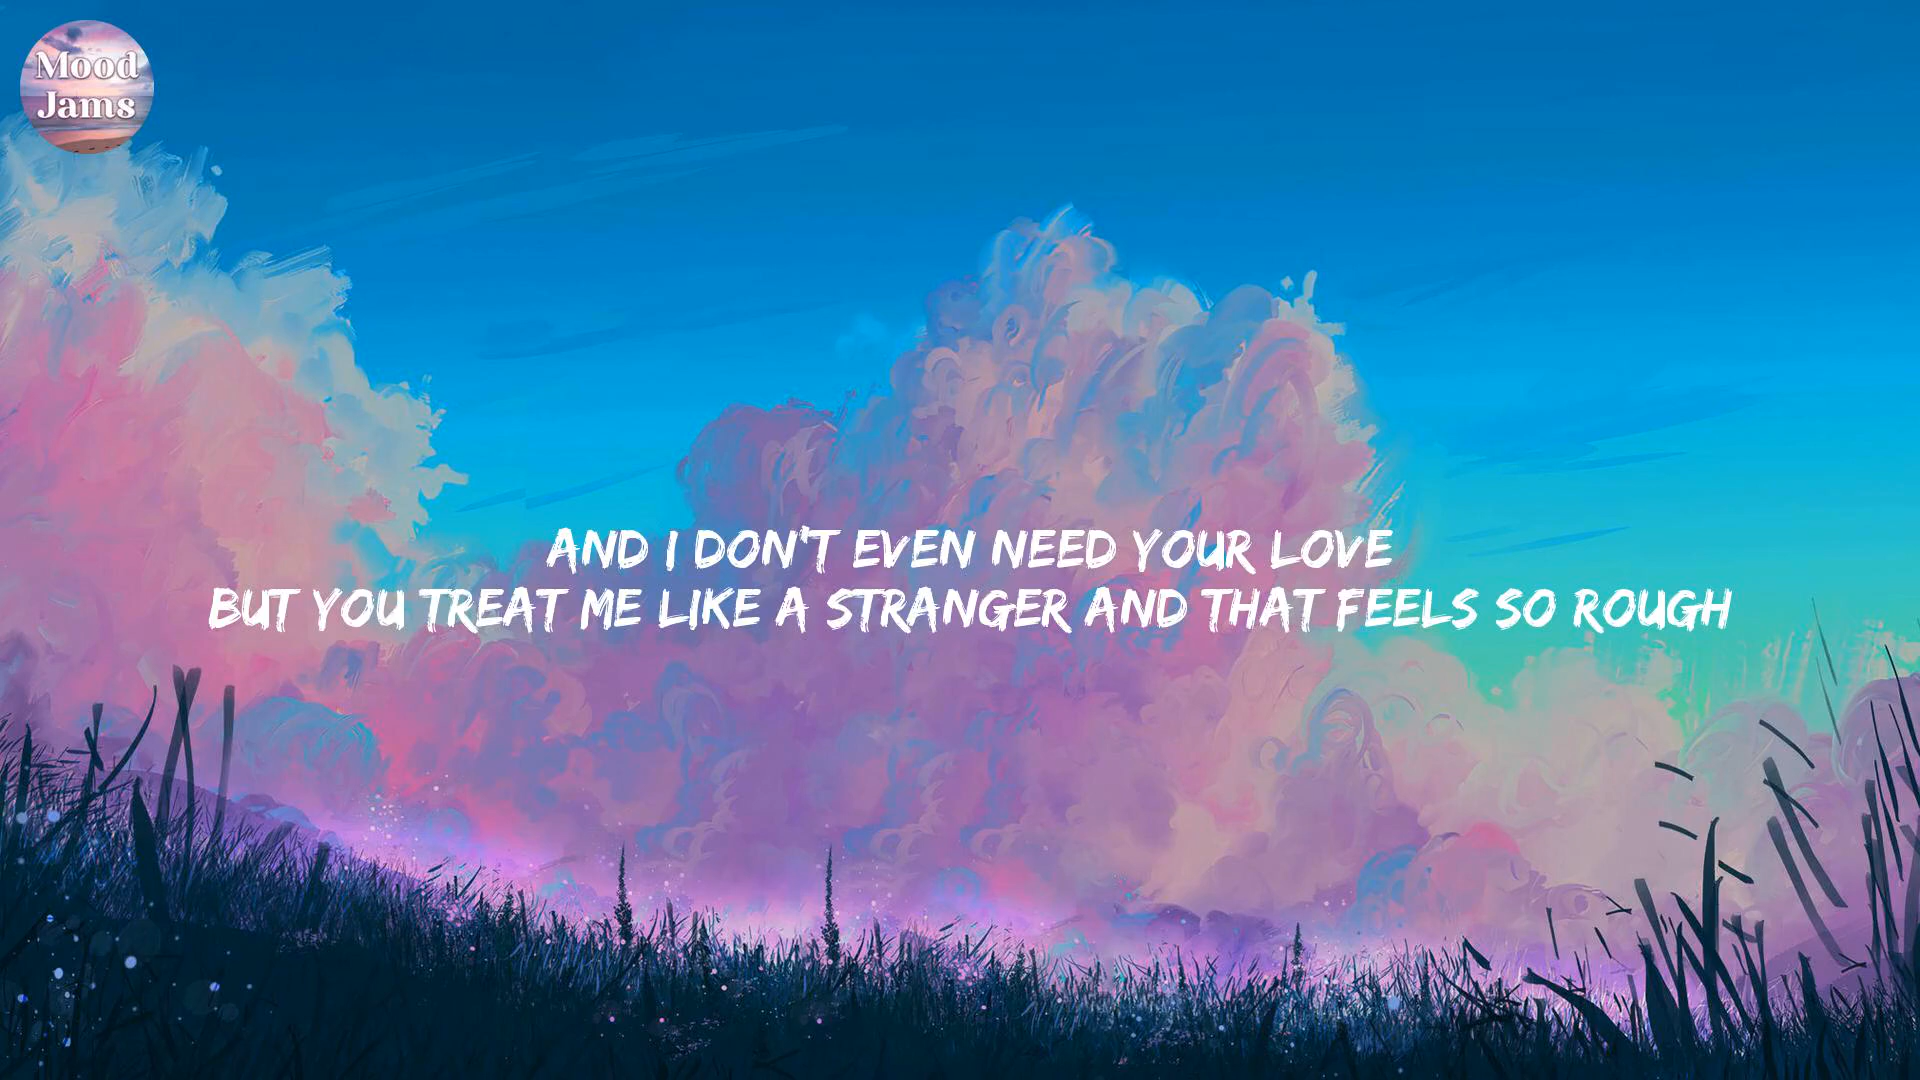 Mood
Jams
AND I DON'T EVEN NEED YOUR LOVE
BUT YOU TREAT ME LIKE A STRANGER AND THAT FEELS SO ROUGH